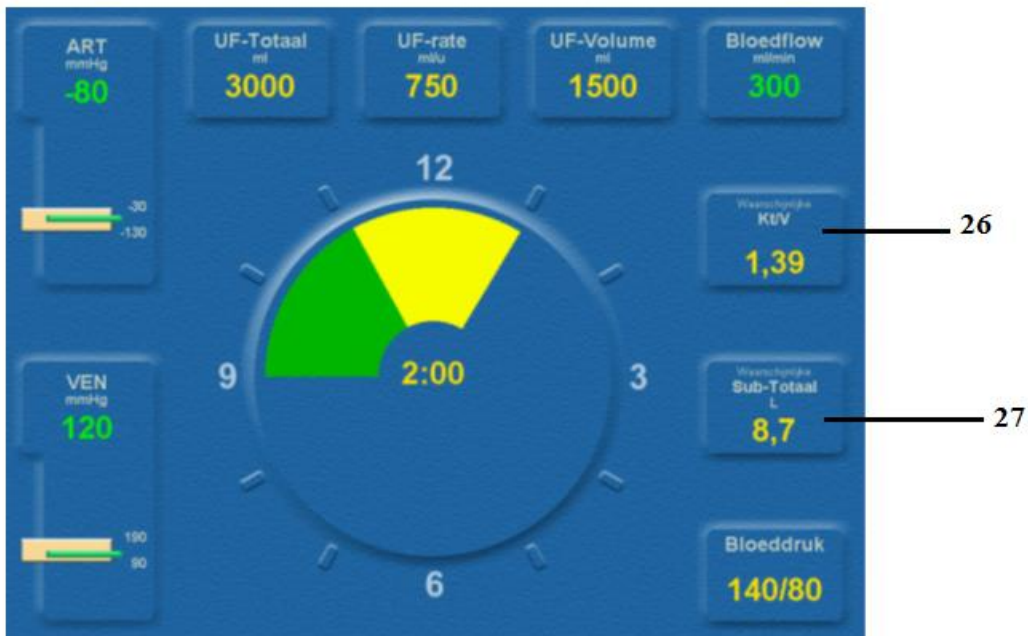 ART
mmHg
-80
UF-Totaal
ml
3000
UF-rate
ml/u
750
UF-Volume
ml
1500
Bloedflow
ml/min
300
-30
-130
12
3
6
9
2:00
Waarschijnlijke
Kt/V
1,39
26
VEN
mmHg
120
190
90
Waarschijnlijke
Sub-Totaal
L
8,7
27
Bloeddruk
140/80